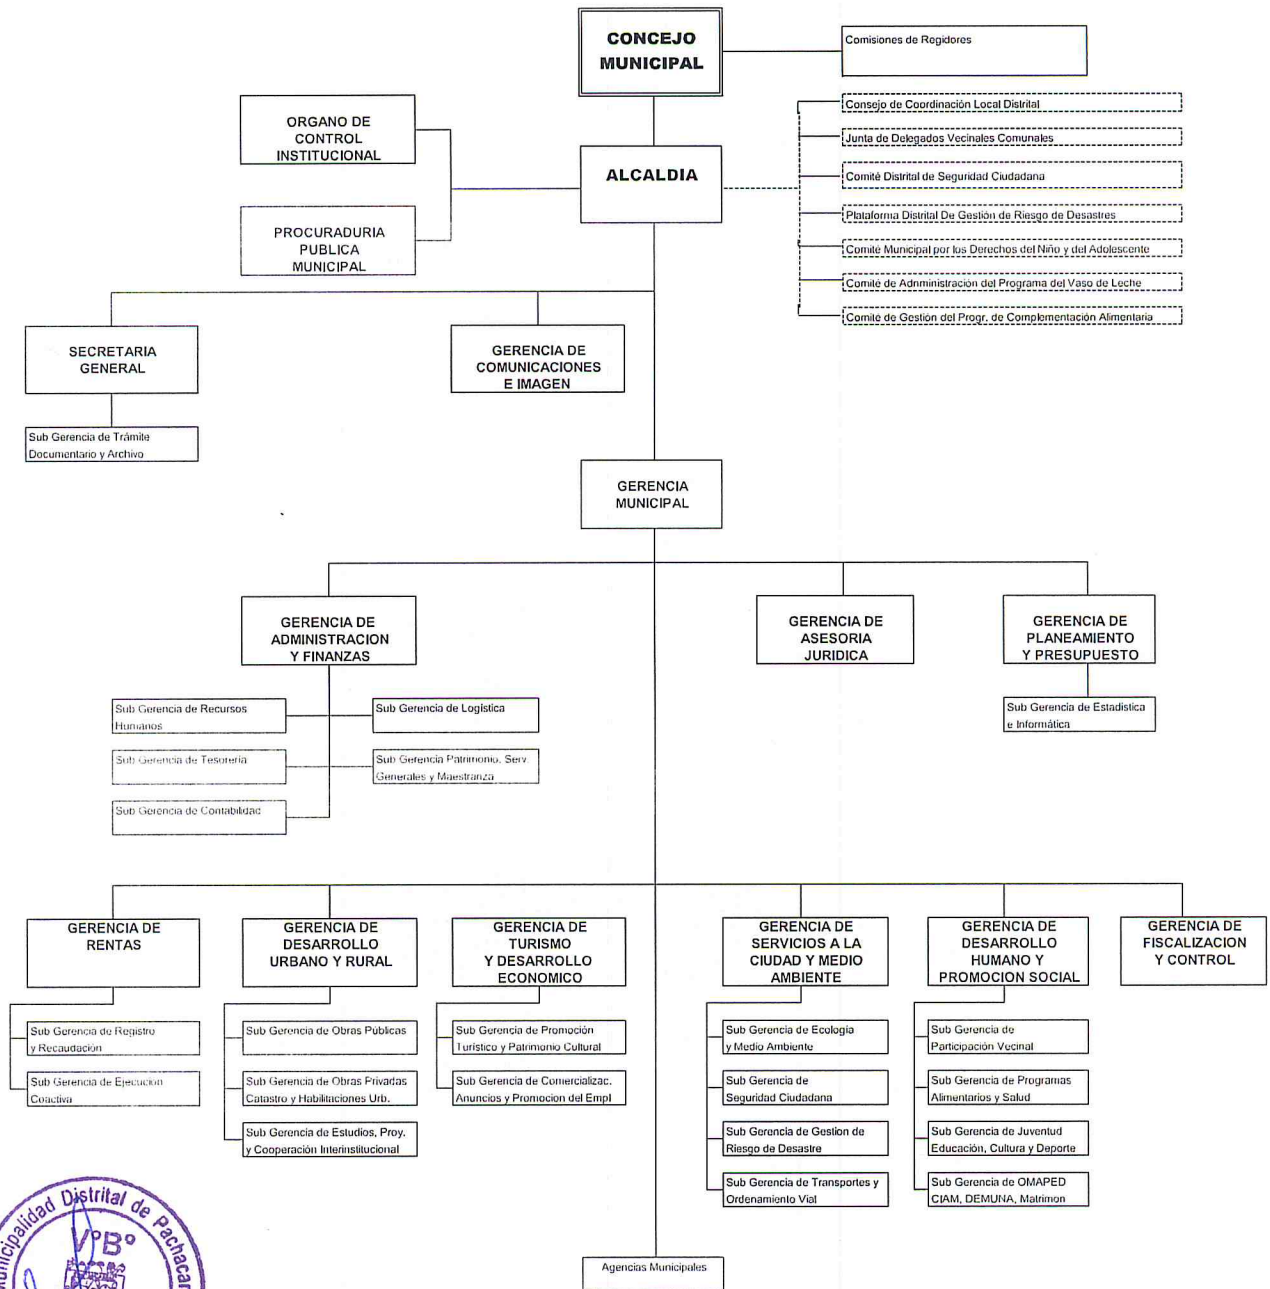 CONCEJO
MUNICIPAL
Comisiones de Regidores
ORGANO DE
CONTROL
INSTITUCIONAL
ALCALDIA
PROCURADURIA
PUBLICA
MUNICIPAL
Consejo de Coordinación Local Distrital
Junta de Delegados Vecinales Comunales
Comité Distrital de Seguridad Ciudadana
Plataforma Distrital De Gestión de Riesgo de Desastres
Comité Municipal por los Derechos del Niño y del Adolescente
Comité de Adnministración del Programa del Vaso de Leche
Comité de Gestión del Progr. de Complementación Alimentaria
SECRETARIA
GENERAL
GERENCIA DE
COMUNICACIONES
E IMAGEN
Sub Gerencia de Trámite
Documentario y Archivo
GERENCIA
MUNICIPAL
GERENCIA DE
ADMINISTRACION
Y FINANZAS
GERENCIA DE
ASESORIA
JURIDICA
GERENCIA DE
PLANEAMIENTO
Y PRESUPUESTO
Sub Gerencia de Recursos
Humanos
Sub Gerencia de Logística
Sub Gerencia de Estadística
e Informática
Sub Gerencia de Tesorería
Sub Gerencia Patrimonio, Serv.
Generales y Maestranza
Sub Gerencia de Contabilidad
GERENCIA DE
RENTAS
GERENCIA DE
DESARROLLO
URBANO Y RURAL
GERENCIA DE
TURISMO
Y DESARROLLO
ECONOMICO
GERENCIA DE
SERVICIOS A LA
CIUDAD Y MEDIO
AMBIENTE
GERENCIA DE
DESARROLLO
HUMANO Y
PROMOCION SOCIAL
GERENCIA DE
FISCALIZACION
Y CONTROL
Sub Gerencia de Registro
y Recaudación
Sub Gerencia de Ejecución
Coactiva
Sub Gerencia de Obras Públicas
Sub Gerencia de Obras Privadas
Catastro y Habilitaciones Urb.
Sub Gerencia de Estudios, Proy.
y Cooperación Interinstitucional
Sub Gerencia de Promoción
Turístico y Patrimonio Cultural
Sub Gerencia de Comercializac.
Anuncios y Promocion del Empl
Sub Gerencia de Ecología
y Medio Ambiente
Sub Gerencia de
Seguridad Ciudadana
Sub Gerencia de Gestion de
Riesgo de Desastre
Sub Gerencia de Transportes y
Ordenamiento Vial
Sub Gerencia de
Participación Vecinal
Sub Gerencia de Programas
Alimentarios y Salud
Sub Gerencia de Juventud
Educación, Cultura y Deporte
Sub Gerencia de OMAPED
CIAM, DEMUNA, Matrimon
Agencias Municipales
Distrital de
V°B°